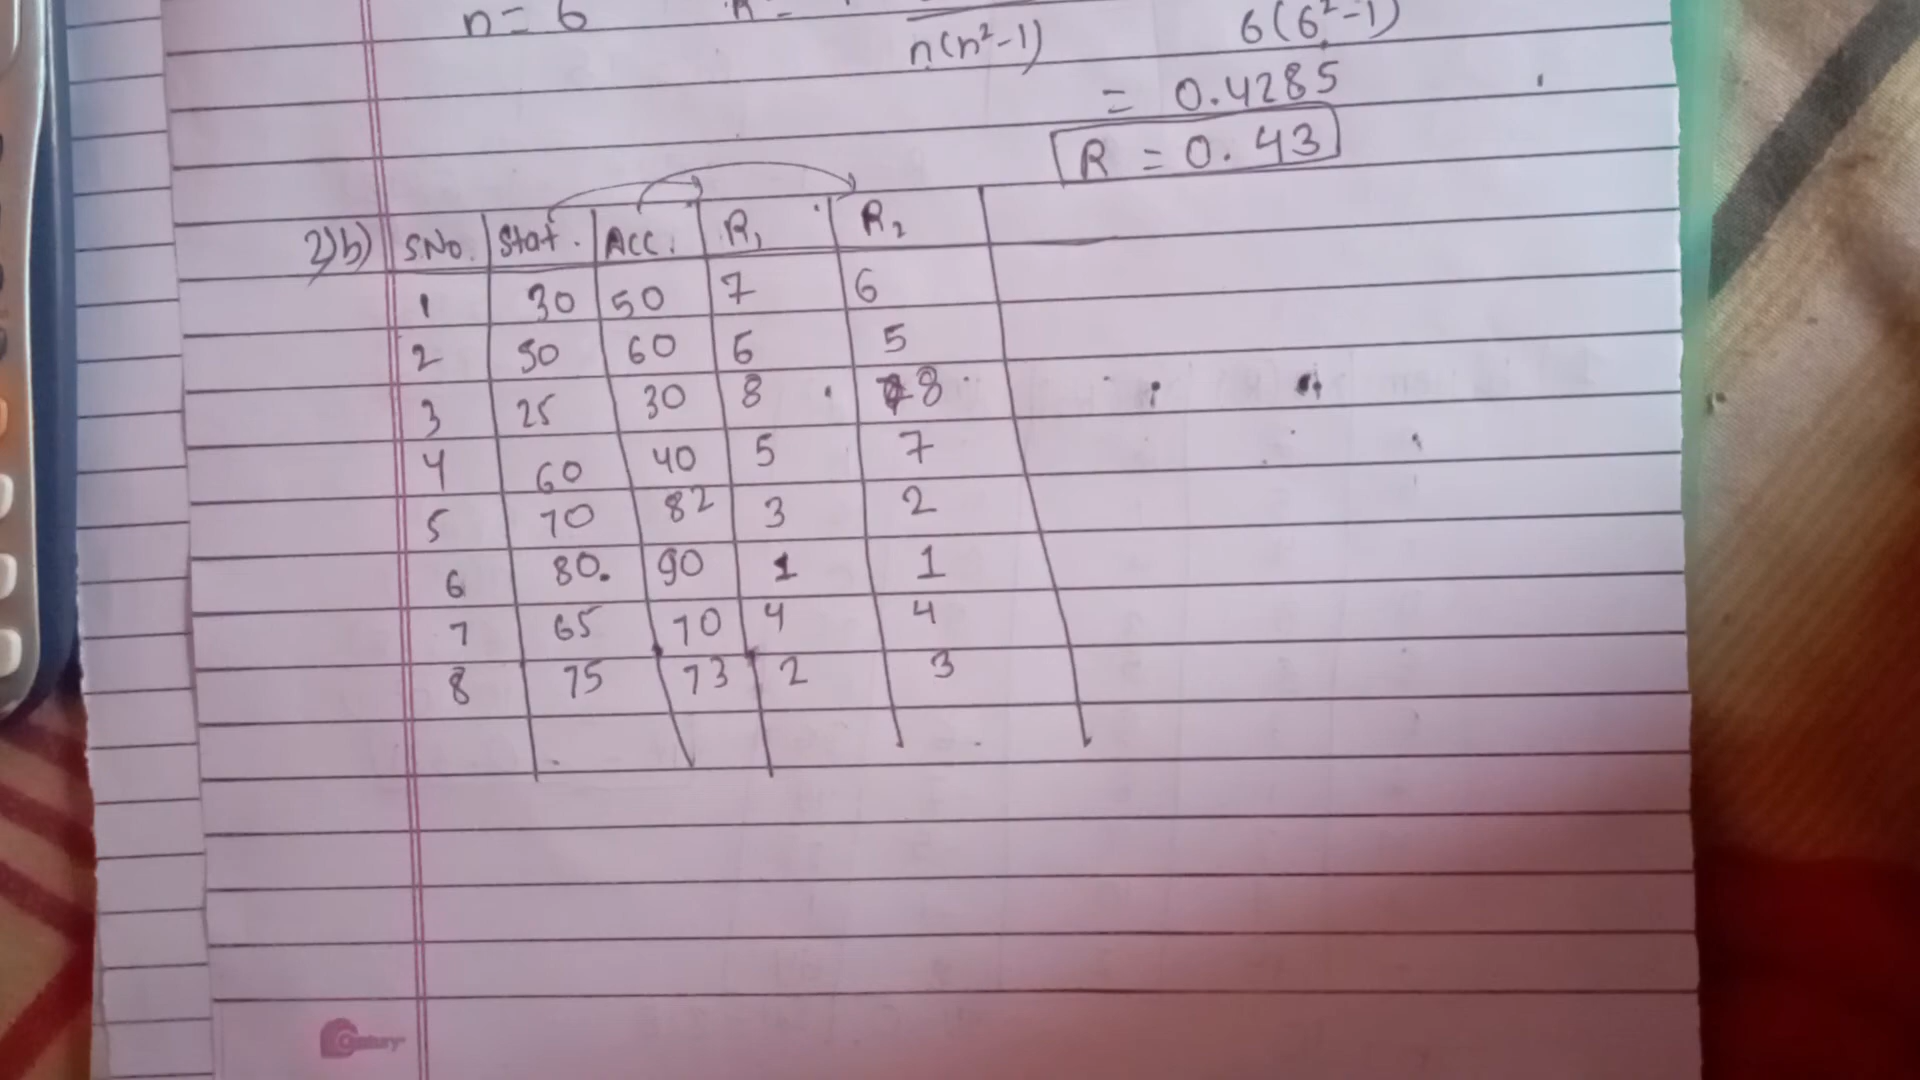 n = 6
n(n²-1) 6(6²-1)
= 0.4285
R = 0.43
2)b) S.No. Stat. Acc. R₁ R₂
1 30 50 7 6
2 50 60 6 5
3 25 30 8 8
4 60 40 5 7
5 70 82 3 2
6 80. 90 1 1
7 65 70 4 4
8 75 73 2 3
Century